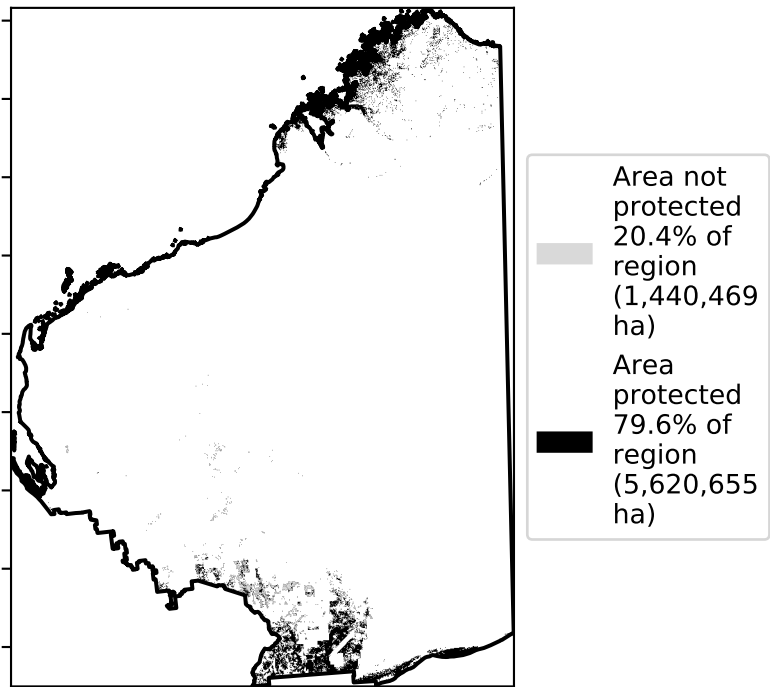 Area not
protected
20.4% of
region
(1,440,469
ha)
Area
protected
79.6% of
region
(5,620,655
ha)